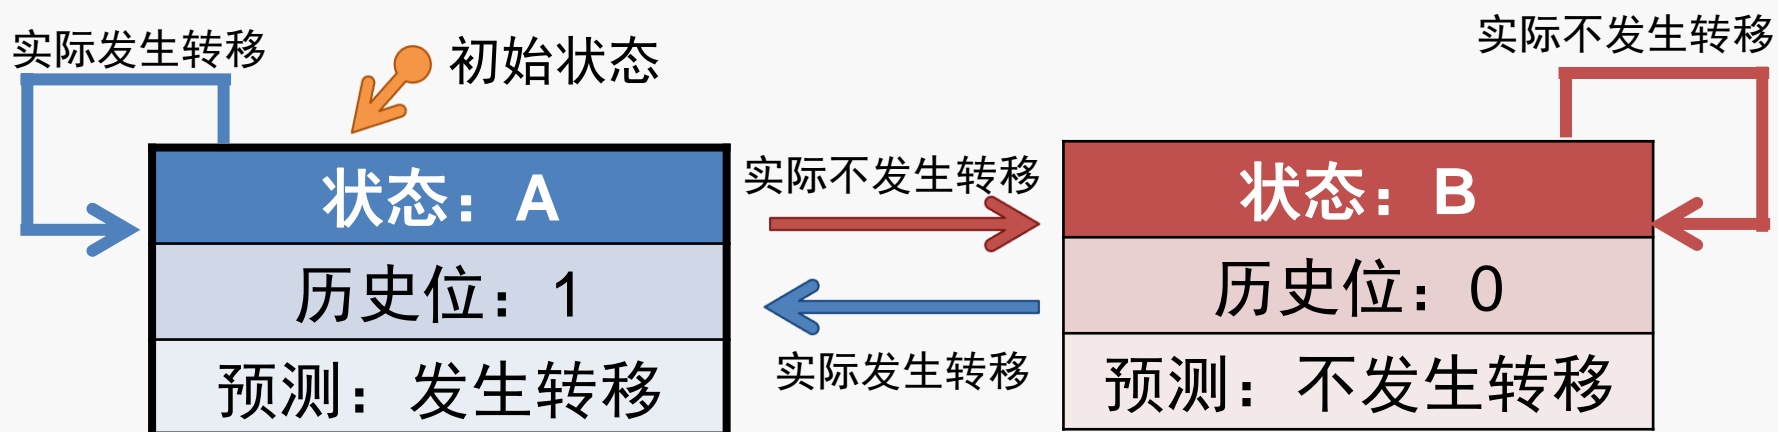 实际发生转移
初始状态
实际不发生转移
状态：A
历史位：1
预测：发生转移
实际不发生转移
实际发生转移
状态：B
历史位：0
预测：不发生转移